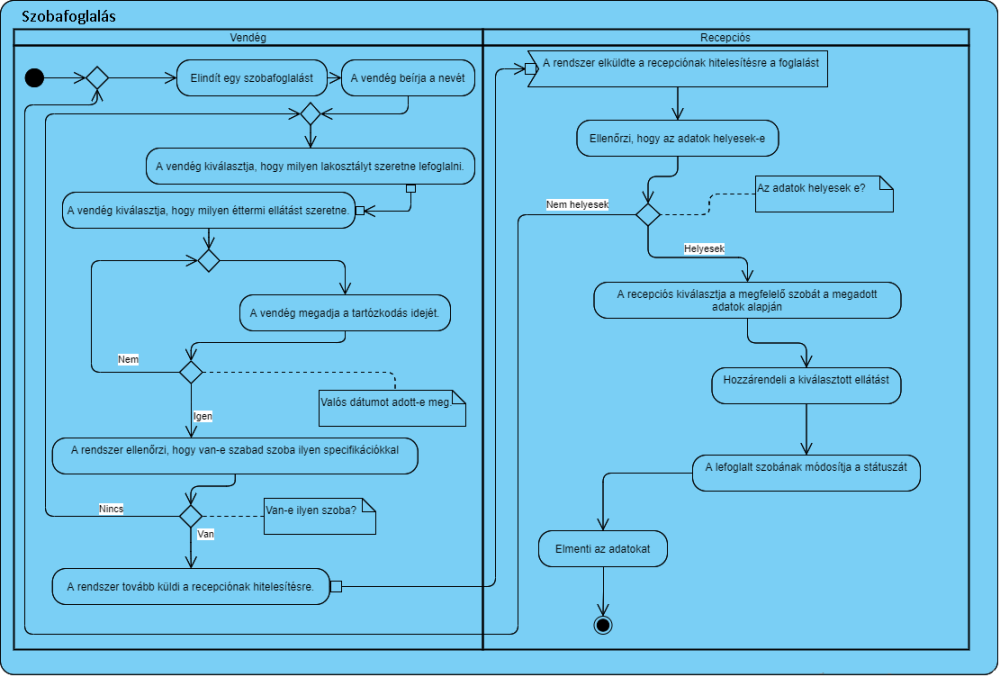 Szobafoglalás
Vendég
Recepciós
Elindít egy szobafoglalást
A vendég beírja a nevét
A vendég kiválasztja, hogy milyen lakosztályt szeretne lefoglalni.
A vendég kiválasztja, hogy milyen éttermi ellátást szeretne.
A vendég megadja a tartózkodás idejét.
Nem
Valós dátumot adott-e meg.
Igen
A rendszer ellenőrzi, hogy van-e szabad szoba ilyen specifikációkkal
Nincs
Van-e ilyen szoba?
Van
A rendszer tovább küldi a recepciónak hitelesítésre.
A rendszer elküldte a recepciónak hitelesítésre a foglalást
Ellenőrzi, hogy az adatok helyesek-e
Az adatok helyesek e?
Nem helyesek
Helyesek
A recepciós kiválasztja a megfelelő szobát a megadott
adatok alapján
Hozzárendeli a kiválasztott ellátást
A lefoglalt szobának módosítja a státuszát
Elmenti az adatokat